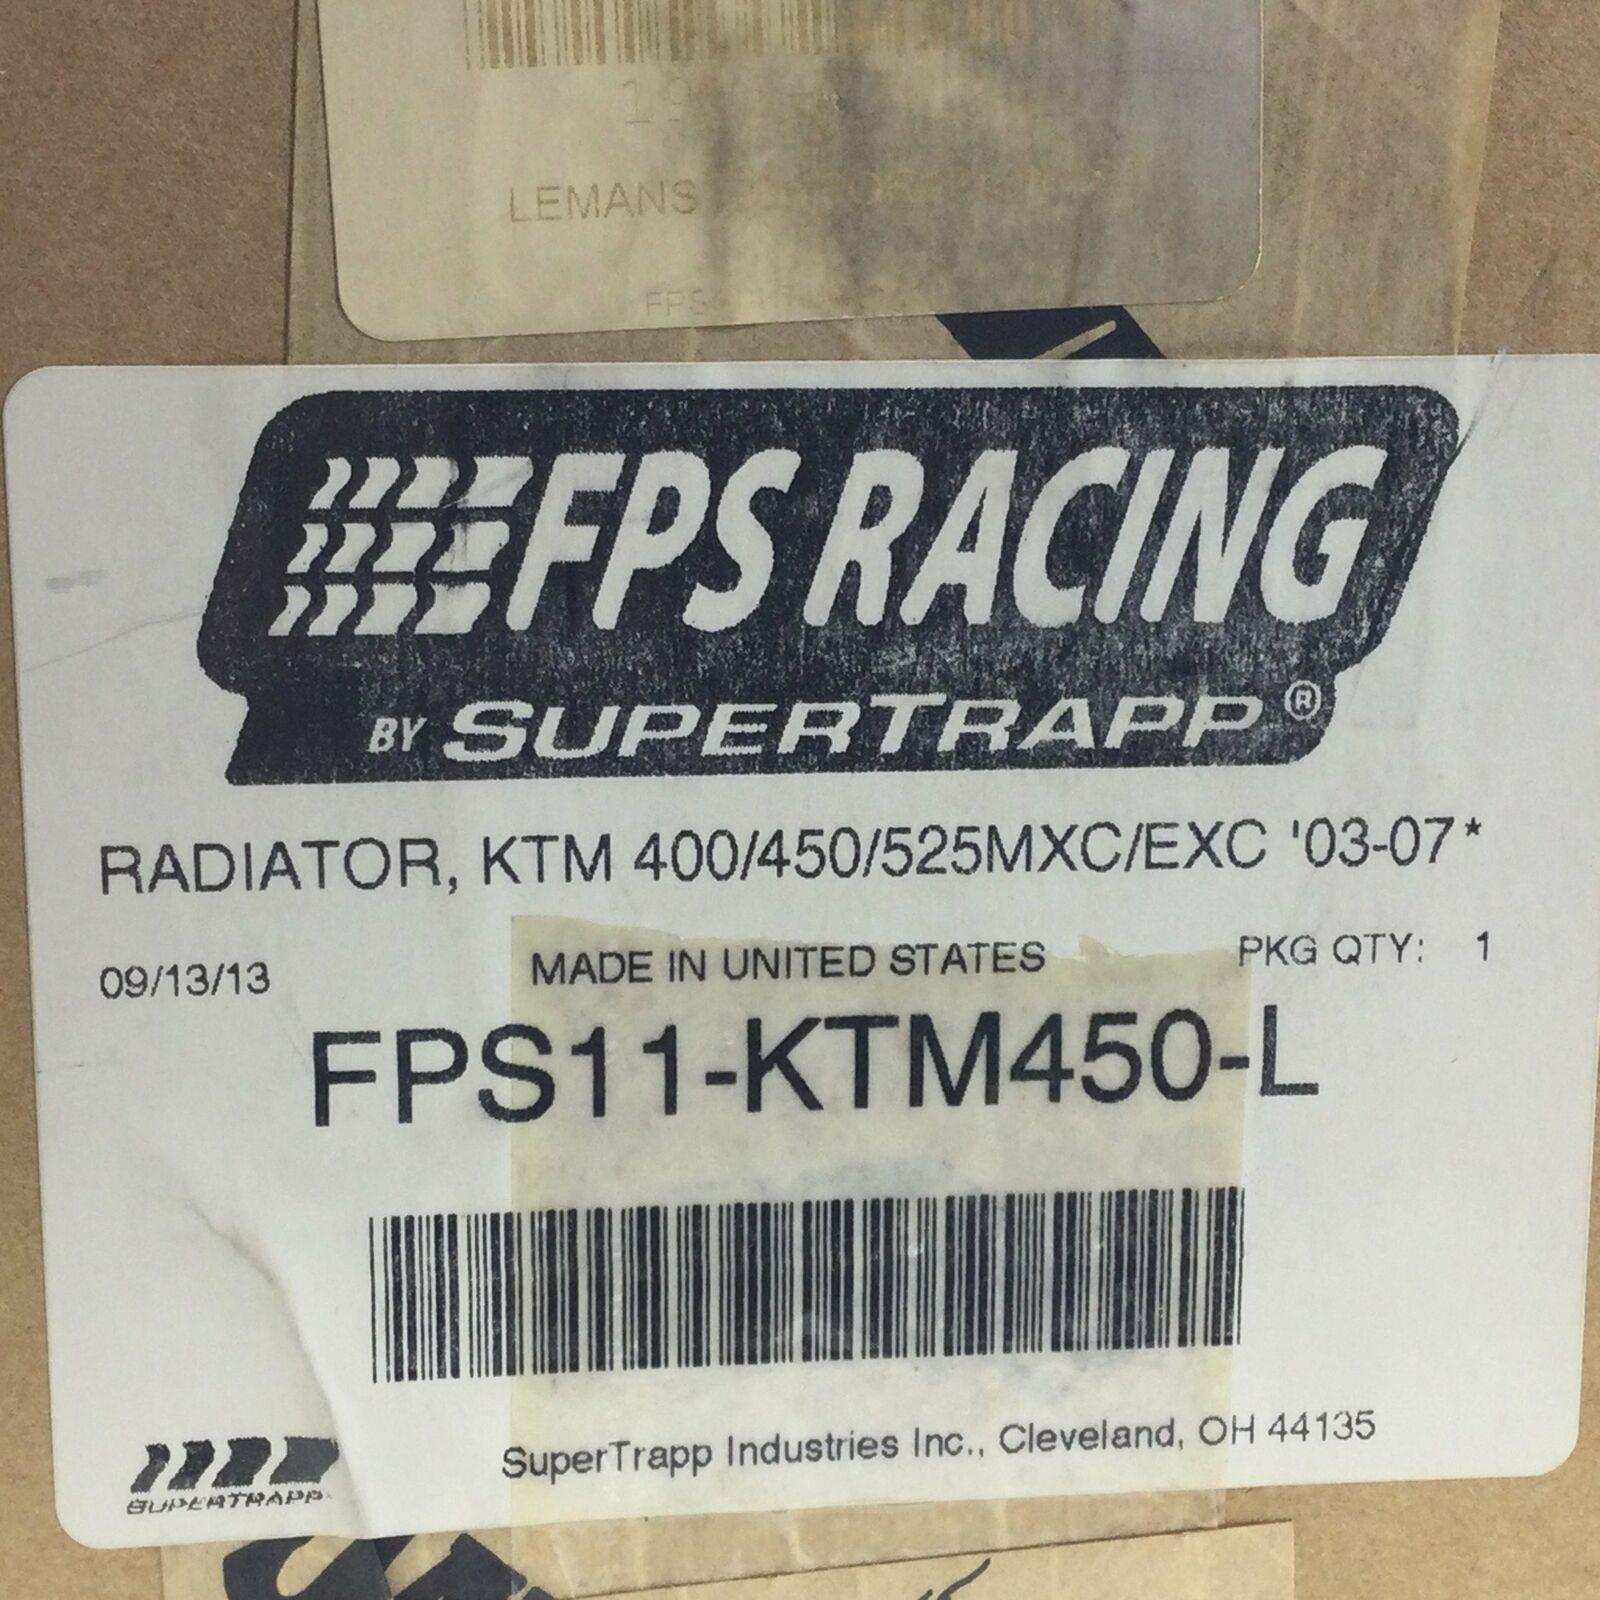 LEMANS
FPS
FPS RACING
BY SUPERTRAPP®
RADIATOR, KTM 400/450/525MXC/EXC '03-07*
09/13/13 MADE IN UNITED STATES PKG QTY: 1
FPS11-KTM450-L
SuperTrapp Industries Inc., Cleveland, OH 44135
SUPERTRAPP